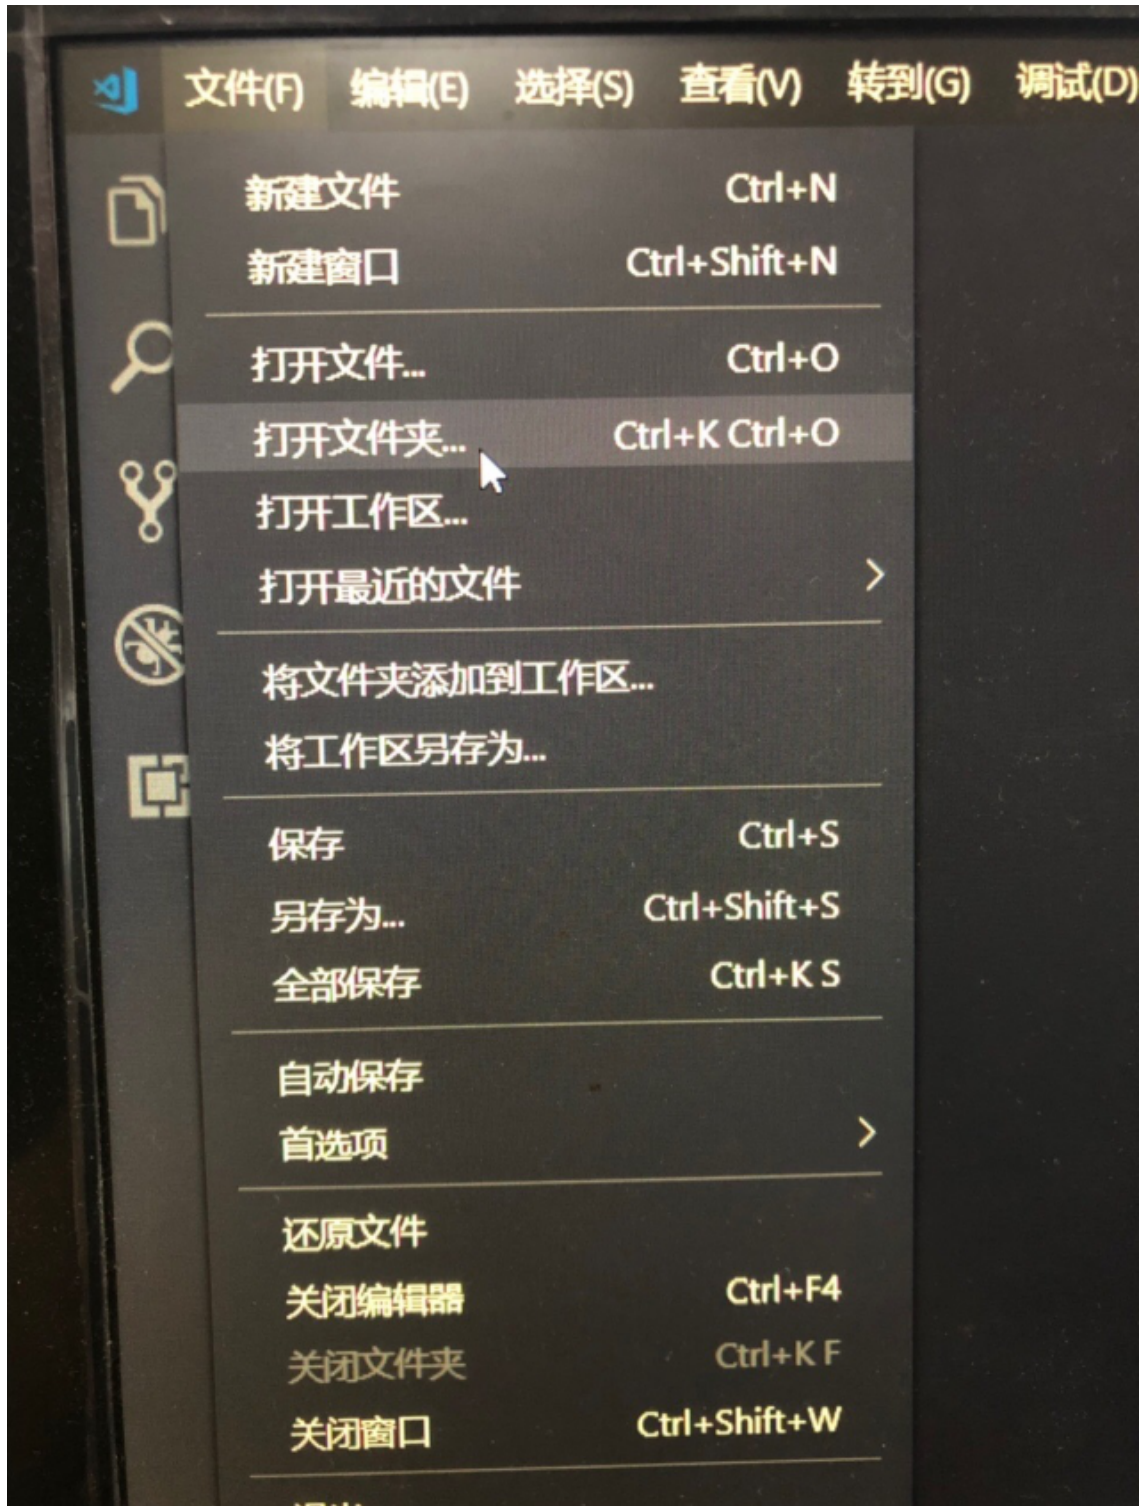 文件(F) 编辑(E) 选择(S) 查看(V) 转到(G) 调试(D)
新建文件 Ctrl+N
新建窗口 Ctrl+Shift+N
打开文件... Ctrl+O
打开文件夹... Ctrl+K Ctrl+O
打开工作区...
打开最近的文件
将文件夹添加到工作区...
将工作区另存为...
保存 Ctrl+S
另存为... Ctrl+Shift+S
全部保存 Ctrl+K S
自动保存
首选项
还原文件
关闭编辑器 Ctrl+F4
关闭文件夹 Ctrl+K F
关闭窗口 Ctrl+Shift+W